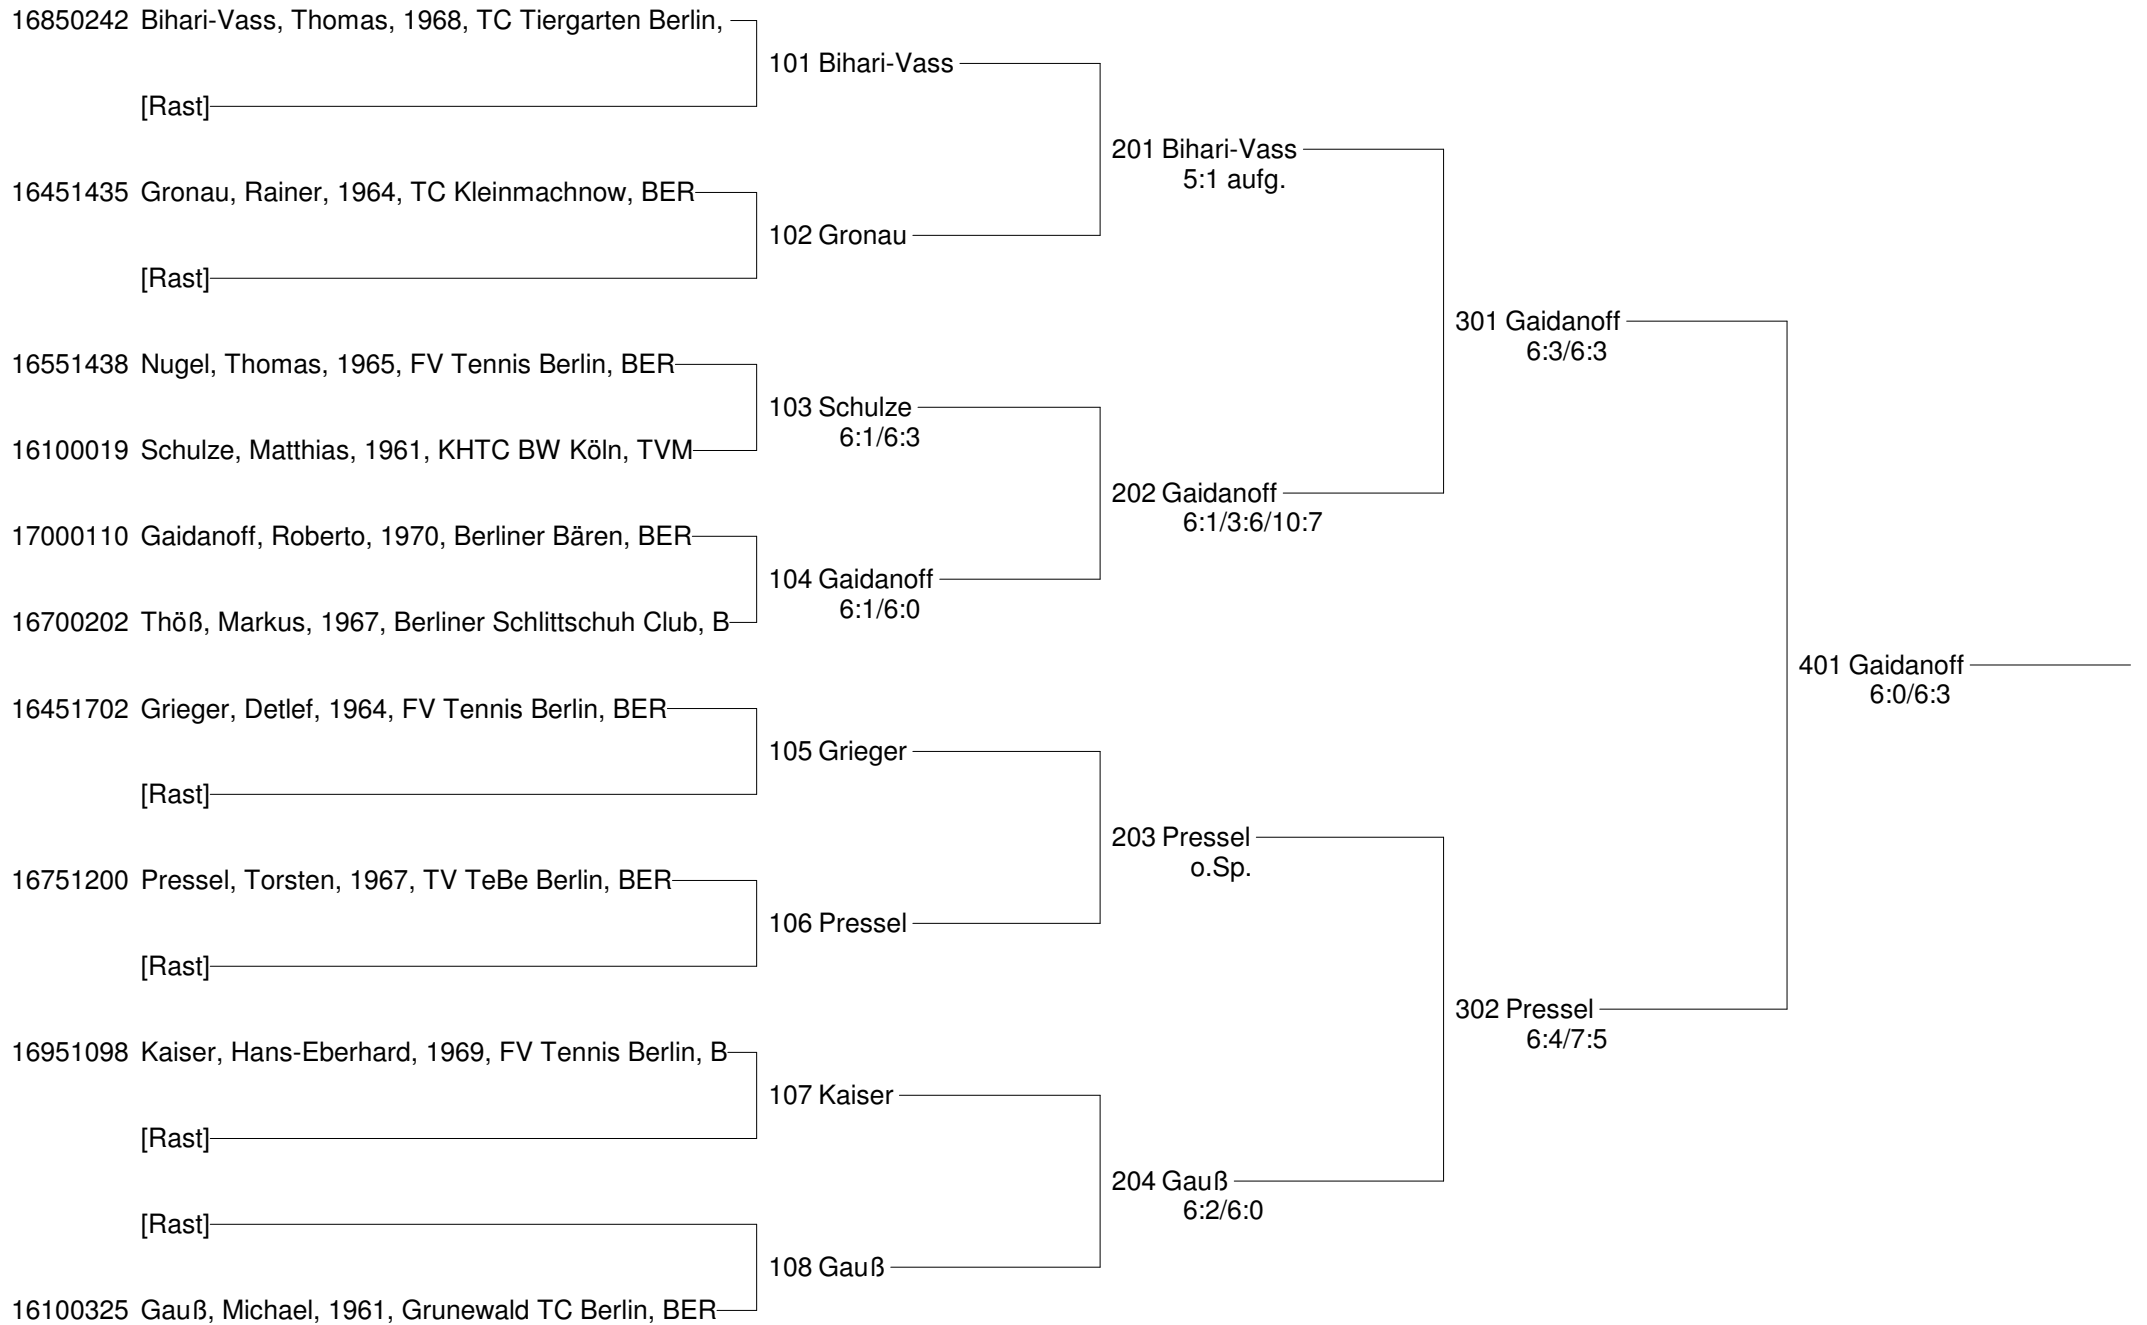 16850242 Bihari-Vass, Thomas, 1968, TC Tiergarten Berlin,
101 Bihari-Vass
[Rast]
201 Bihari-Vass
5:1 aufg.
16451435 Gronau, Rainer, 1964, TC Kleinmachnow, BER
102 Gronau
[Rast]
301 Gaidanoff
6:3/6:3
16551438 Nugel, Thomas, 1965, FV Tennis Berlin, BER
103 Schulze
6:1/6:3
16100019 Schulze, Matthias, 1961, KHTC BW Köln, TVM
202 Gaidanoff
6:1/3:6/10:7
17000110 Gaidanoff, Roberto, 1970, Berliner Bären, BER
104 Gaidanoff
6:1/6:0
16700202 Thöß, Markus, 1967, Berliner Schlittschuh Club, B
401 Gaidanoff
6:0/6:3
16451702 Grieger, Detlef, 1964, FV Tennis Berlin, BER
105 Grieger
[Rast]
203 Pressel
o.Sp.
16751200 Pressel, Torsten, 1967, TV TeBe Berlin, BER
106 Pressel
[Rast]
302 Pressel
6:4/7:5
16951098 Kaiser, Hans-Eberhard, 1969, FV Tennis Berlin, B
107 Kaiser
[Rast]
204 Gauß
6:2/6:0
[Rast]
108 Gauß
16100325 Gauß, Michael, 1961, Grunewald TC Berlin, BER